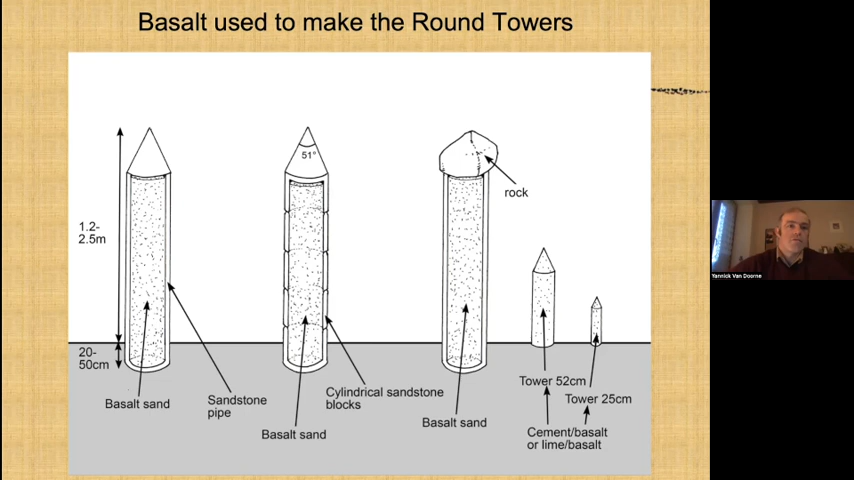 Basalt used to make the Round Towers
51°
rock
1.2-
2.5m
20-
50cm
Basalt sand
Sandstone
pipe
Basalt sand
Cylindrical sandstone
blocks
Basalt sand
Tower 52cm
Tower 25cm
Cement/basalt
or lime/basalt
Yannick Van Doorne